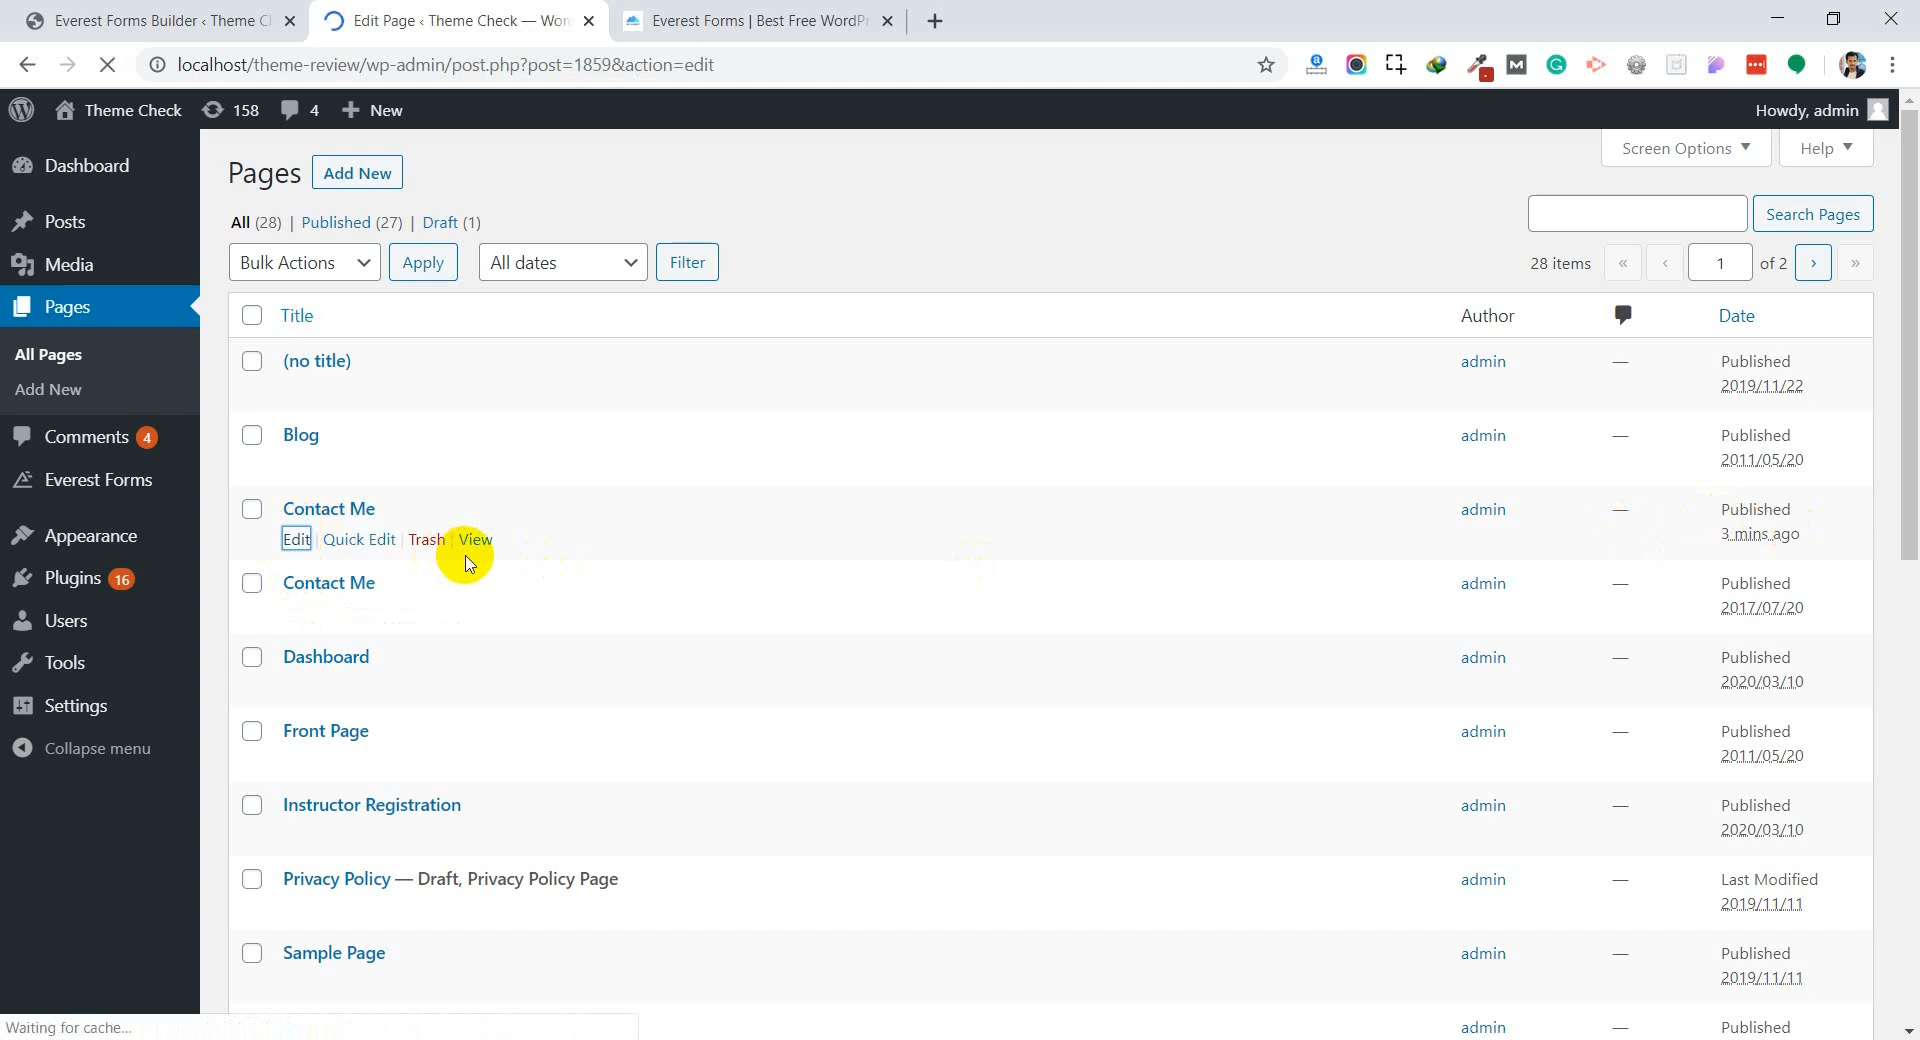 Everest Forms Builder ‹ Theme C
Edit Page ‹ Theme Check — Wor
Everest Forms | Best Free WordPr
localhost/theme-review/wp-admin/post.php?post=1859&action=edit
Theme Check
158
4
New
Howdy, admin
Dashboard
Posts
Media
Pages
All Pages
Add New
Comments 4
Everest Forms
Appearance
Plugins 16
Users
Tools
Settings
Collapse menu
Screen Options
Help
Pages
Add New
All (28) | Published (27) | Draft (1)
Search Pages
Bulk Actions
Apply
All dates
Filter
28 items « ‹ 1 of 2 › »
Title Author Date
(no title) admin — Published
2019/11/22
Blog admin — Published
2011/05/20
Contact Me admin — Published
Edit | Quick Edit | Trash | View 3 mins ago
Contact Me admin — Published
2017/07/20
Dashboard admin — Published
2020/03/10
Front Page admin — Published
2011/05/20
Instructor Registration admin — Published
2020/03/10
Privacy Policy — Draft, Privacy Policy Page admin — Last Modified
2019/11/11
Sample Page admin — Published
2019/11/11
admin — Published
Waiting for cache...